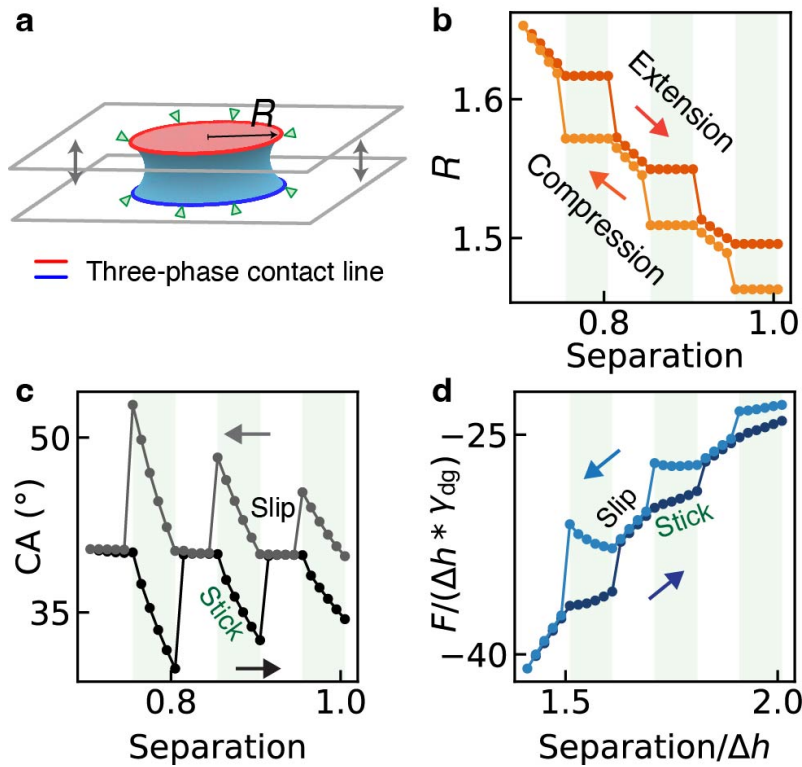 a
R
Three-phase contact line
b
R
1.6
1.5
Extension
Compression
0.8
1.0
Separation
c
CA (°)
50
35
Slip
Stick
0.8
1.0
Separation
d
F/(Δh * γdg)
−25
−40
Slip
Stick
1.5
2.0
Separation/Δh